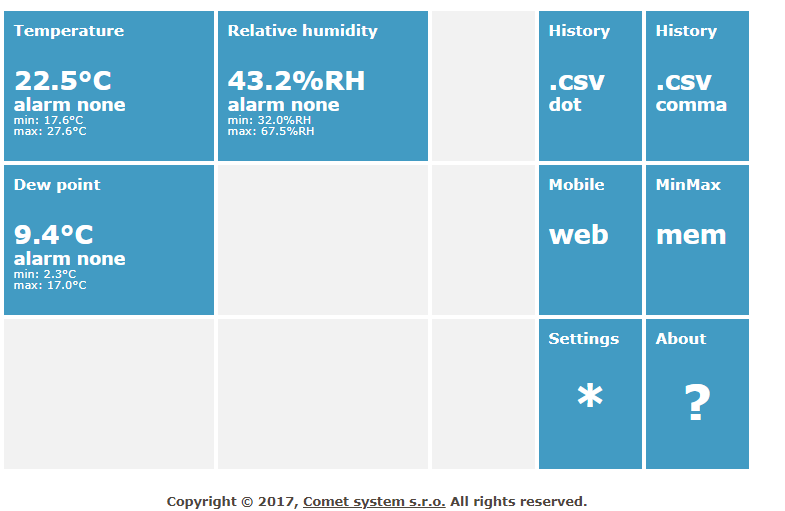 Temperature
22.5°C
alarm none
min: 17.6°C
max: 27.6°C
Relative humidity
43.2%RH
alarm none
min: 32.0%RH
max: 67.5%RH
History
.csv
dot
History
.csv
comma
Dew point
9.4°C
alarm none
min: 2.3°C
max: 17.0°C
Mobile
web
MinMax
mem
Settings
*
About
?
Copyright © 2017, Comet system s.r.o. All rights reserved.